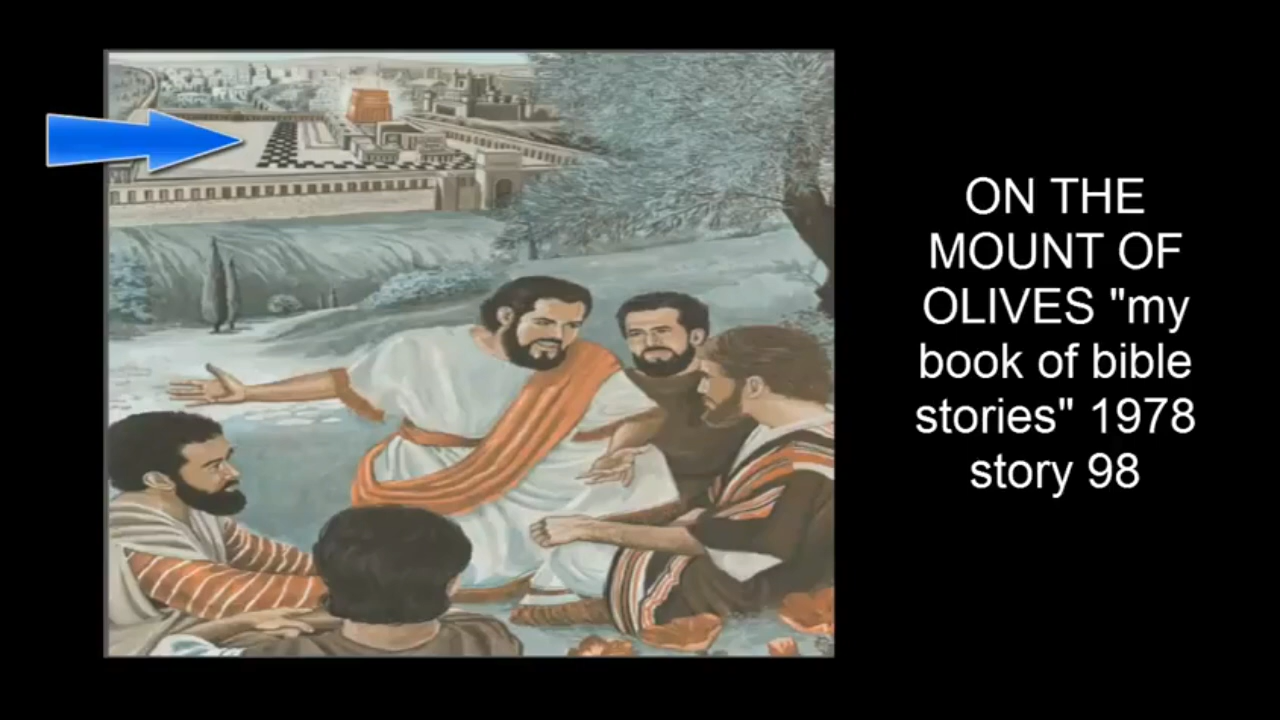 ON THE
MOUNT OF
OLIVES "my
book of bible
stories" 1978
story 98